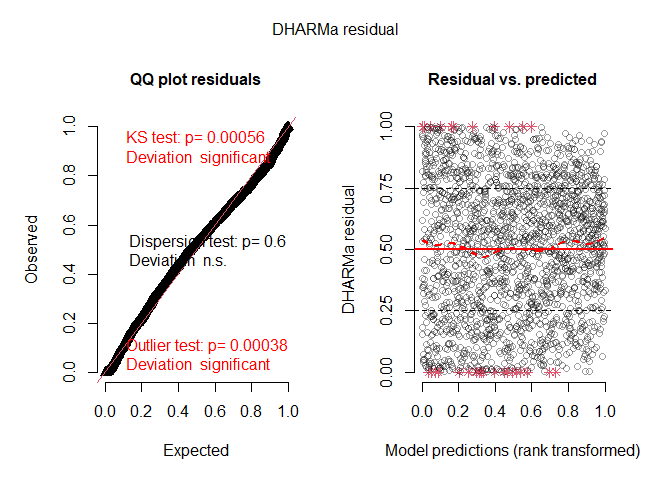 DHARMa residual
QQ plot residuals
KS test: p= 0.00056
Deviation significant
Dispersion test: p= 0.6
Deviation n.s.
Outlier test: p= 0.00038
Deviation significant
Observed
0.0
0.2
0.4
0.6
0.8
1.0
0.0 0.2 0.4 0.6 0.8 1.0
Expected
Residual vs. predicted
DHARMa residual
0.00
0.25
0.50
0.75
1.00
0.0 0.2 0.4 0.6 0.8 1.0
Model predictions (rank transformed)